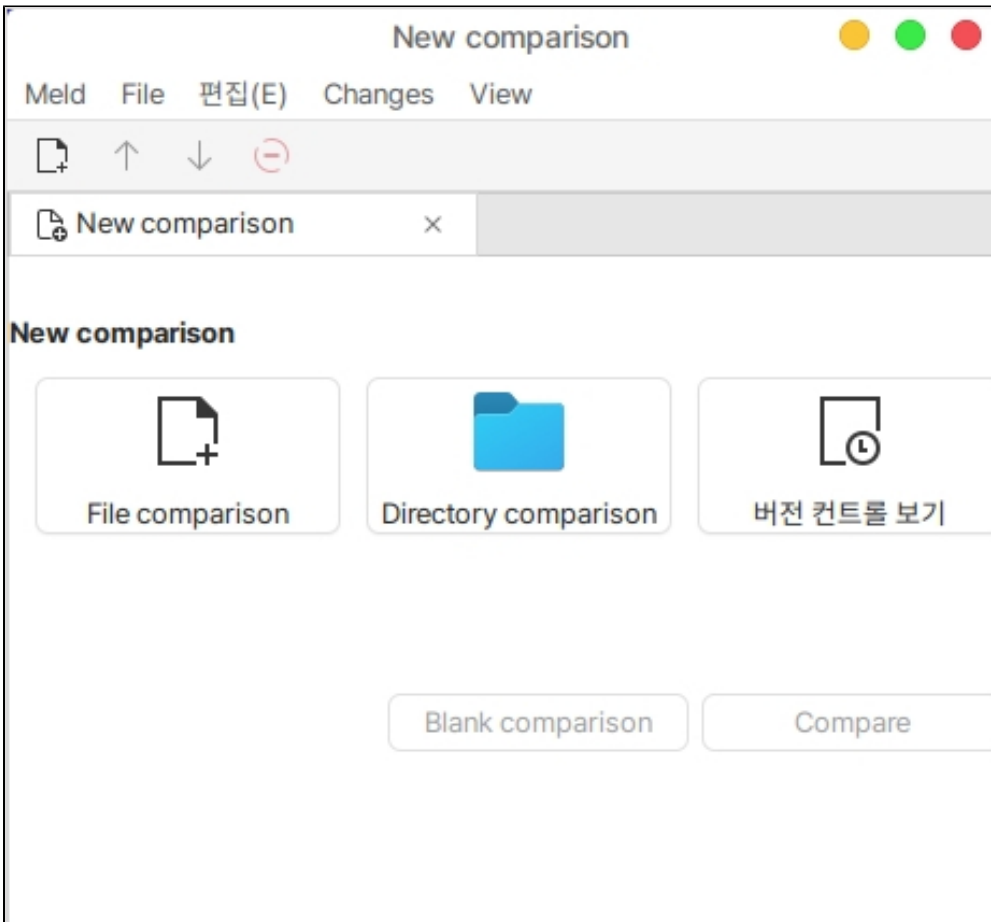 New comparison
Meld File 편집(E) Changes View
New comparison
New comparison
File comparison Directory comparison 버전 컨트롤 보기
Blank comparison Compare